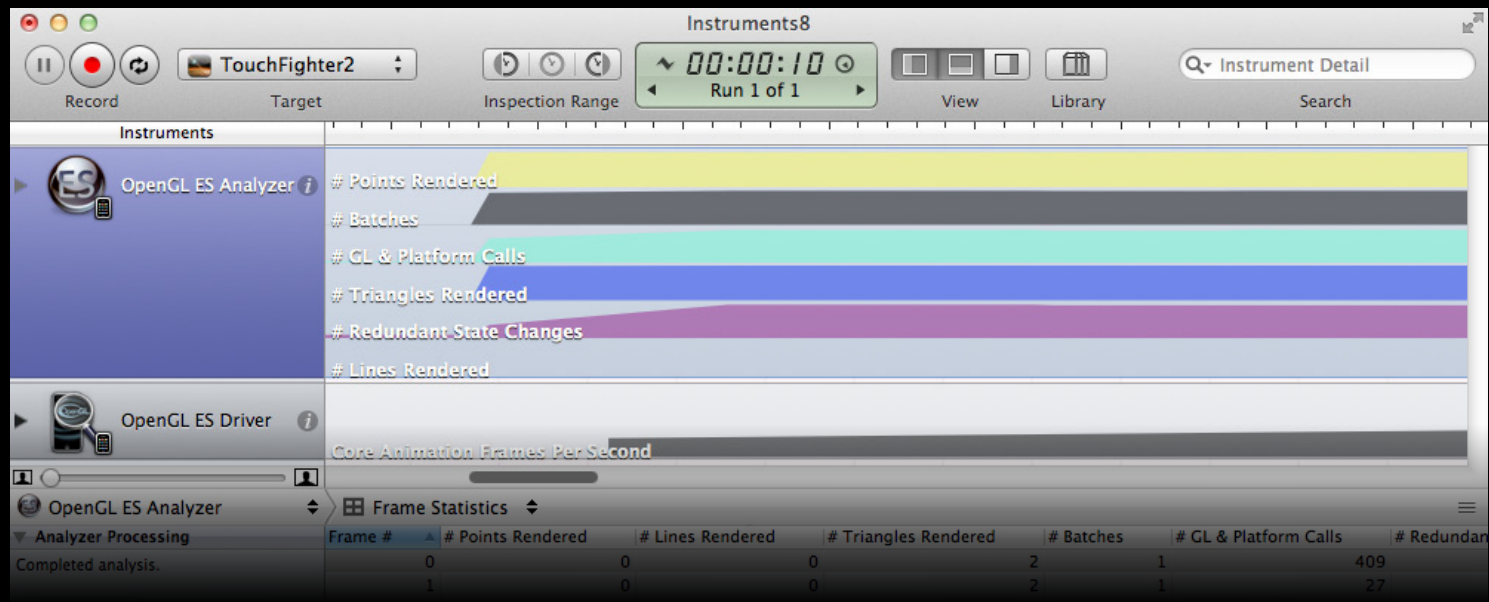 Instruments8
TouchFighter2
00:00:10
Run 1 of 1
Instrument Detail
Record Target Inspection Range View Library Search
Instruments
ES OpenGL ES Analyzer i
# Points Rendered
# Batches
# GL & Platform Calls
# Triangles Rendered
# Redundant State Changes
# Lines Rendered
OpenGL ES Driver i
Core Animation Frames Per Second
OpenGL ES Analyzer Frame Statistics
Analyzer Processing Frame # # Points Rendered # Lines Rendered # Triangles Rendered # Batches # GL & Platform Calls # Redundan
Completed analysis. 0 0 0 2 1 409
1 0 0 2 1 27